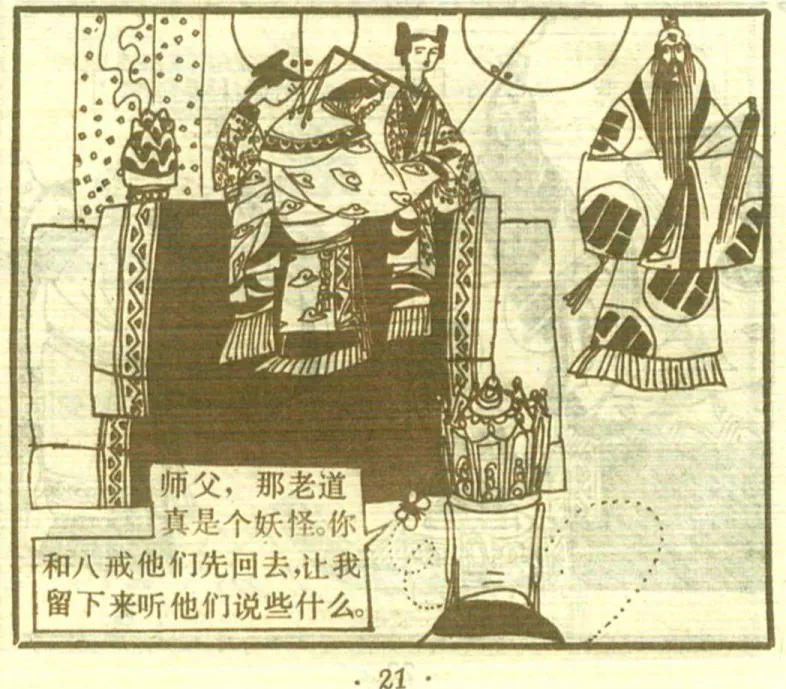 师父，那老道
真是个妖怪。你
和八戒他们先回去，让我
留下来听他们说些什么。
· 21 ·